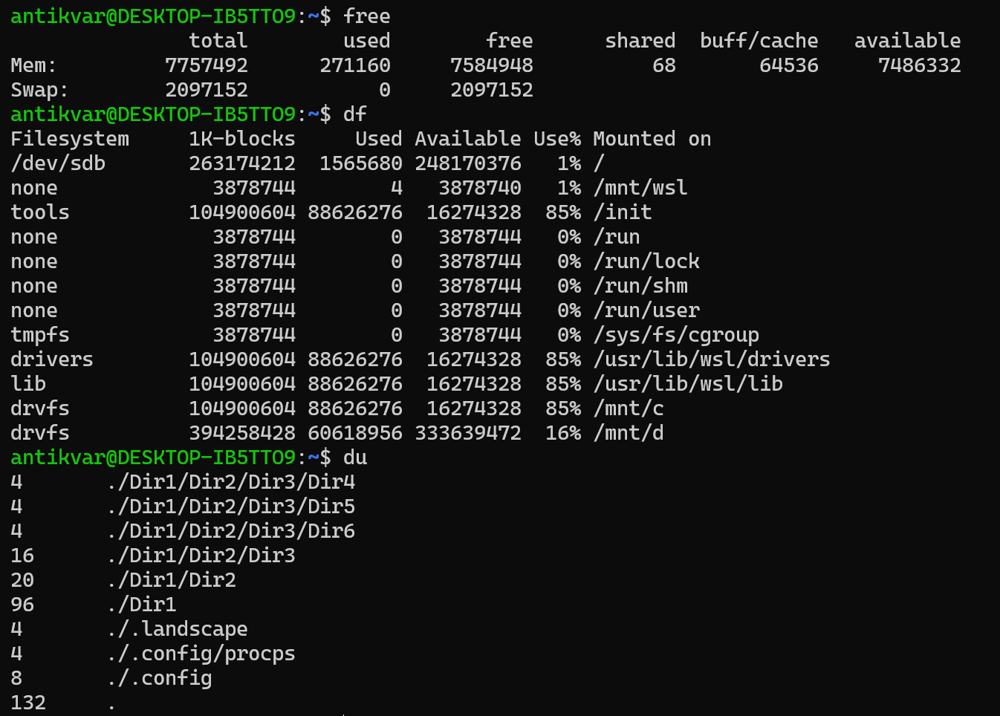 antikvar@DESKTOP-IB5TTO9:~$ free
              total        used        free      shared  buff/cache   available
Mem:         7757492      271160     7584948          68       64536     7486332
Swap:        2097152           0     2097152
antikvar@DESKTOP-IB5TTO9:~$ df
Filesystem     1K-blocks     Used Available Use% Mounted on
/dev/sdb       263174212  1565680 248170376   1% /
none             3878744        4   3878740   1% /mnt/wsl
tools          104900604 88626276  16274328  85% /init
none             3878744        0   3878744   0% /run
none             3878744        0   3878744   0% /run/lock
none             3878744        0   3878744   0% /run/shm
none             3878744        0   3878744   0% /run/user
tmpfs            3878744        0   3878744   0% /sys/fs/cgroup
drivers        104900604 88626276  16274328  85% /usr/lib/wsl/drivers
lib            104900604 88626276  16274328  85% /usr/lib/wsl/lib
drvfs          104900604 88626276  16274328  85% /mnt/c
drvfs          394258428 60618956 333639472  16% /mnt/d
antikvar@DESKTOP-IB5TTO9:~$ du
4       ./Dir1/Dir2/Dir3/Dir4
4       ./Dir1/Dir2/Dir3/Dir5
4       ./Dir1/Dir2/Dir3/Dir6
16      ./Dir1/Dir2/Dir3
20      ./Dir1/Dir2
96      ./Dir1
4       ./.landscape
4       ./.config/procps
8       ./.config
132     .